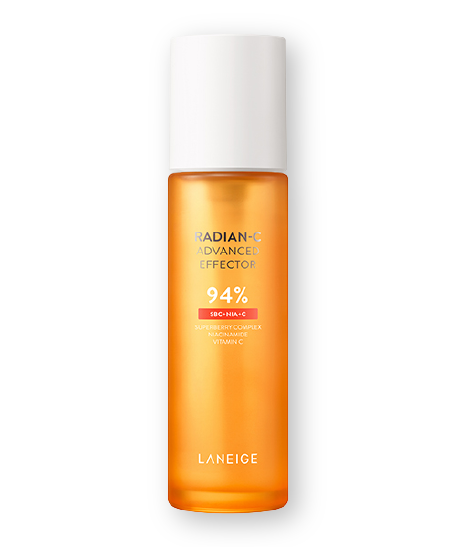 RADIAN-C
ADVANCED
EFFECTOR
94%
SBC+NIA+C
SUPERBERRY COMPLEX
NIACINAMIDE
VITAMIN C
LANEIGE